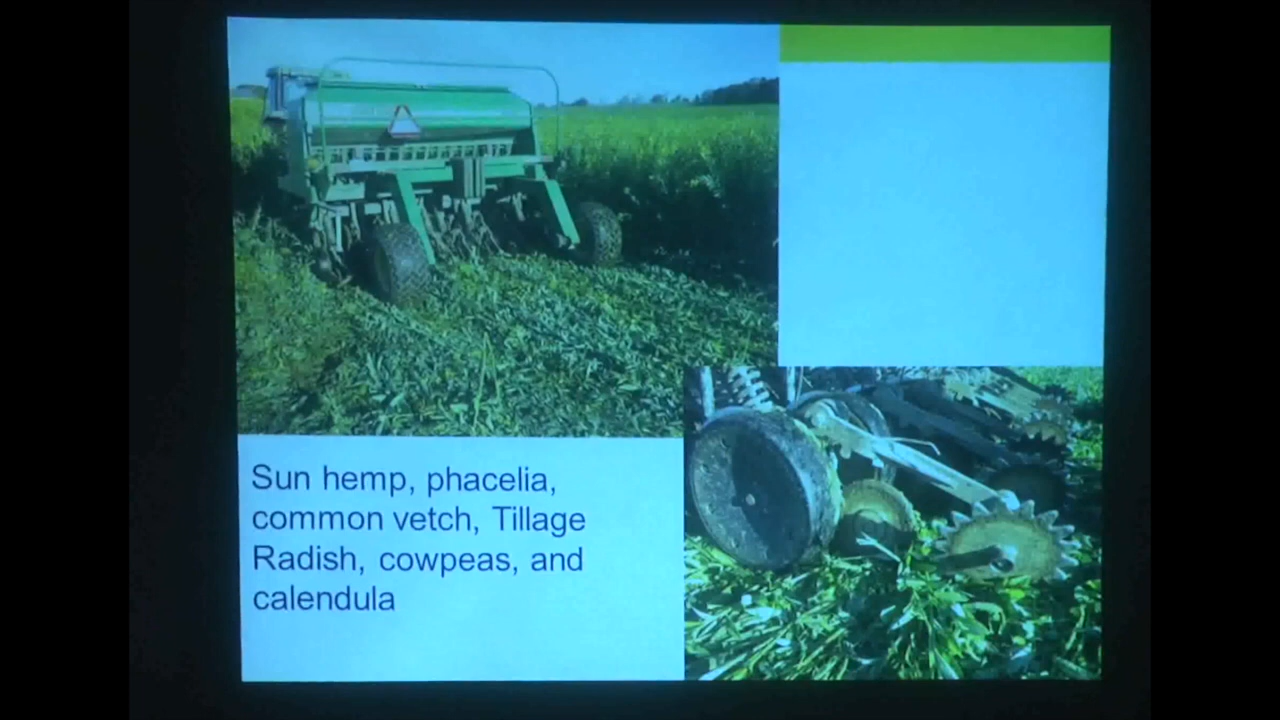 Sun hemp, phacelia,
common vetch, Tillage
Radish, cowpeas, and
calendula